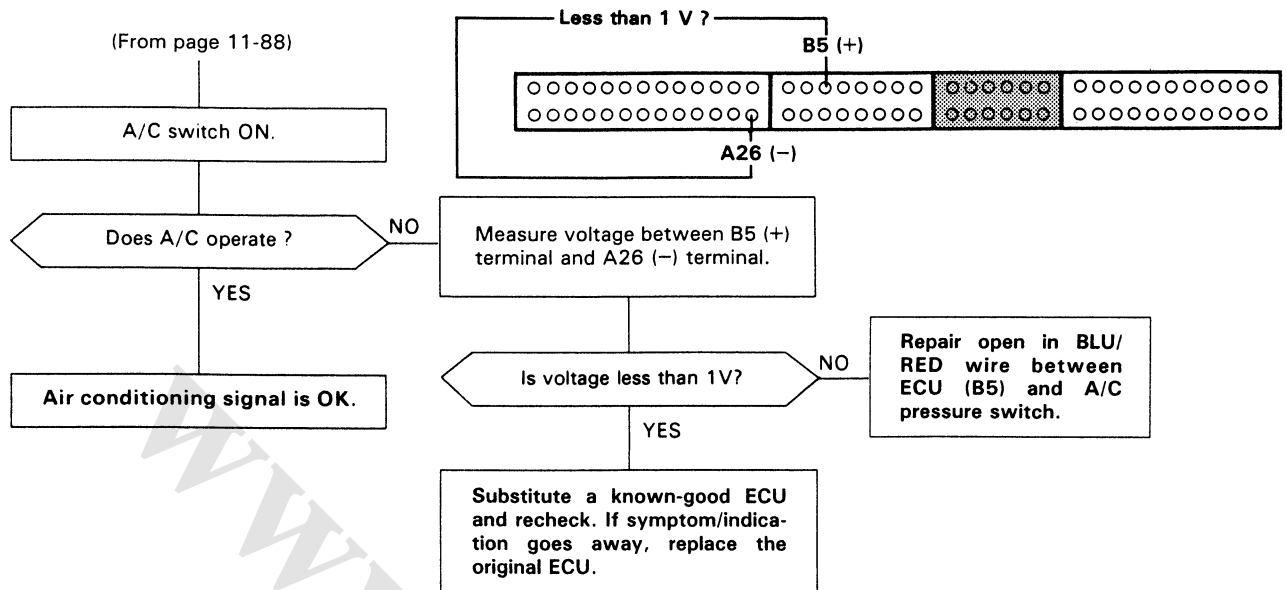 Less than 1 V ?
B5 (+)
A26 (−)
(From page 11-88)
A/C switch ON.
Does A/C operate ?
NO
YES
Air conditioning signal is OK.
Measure voltage between B5 (+)
terminal and A26 (−) terminal.
Is voltage less than 1V?
NO
Repair open in BLU/
RED wire between
ECU (B5) and A/C
pressure switch.
YES
Substitute a known-good ECU
and recheck. If symptom/indica-
tion goes away, replace the
original ECU.